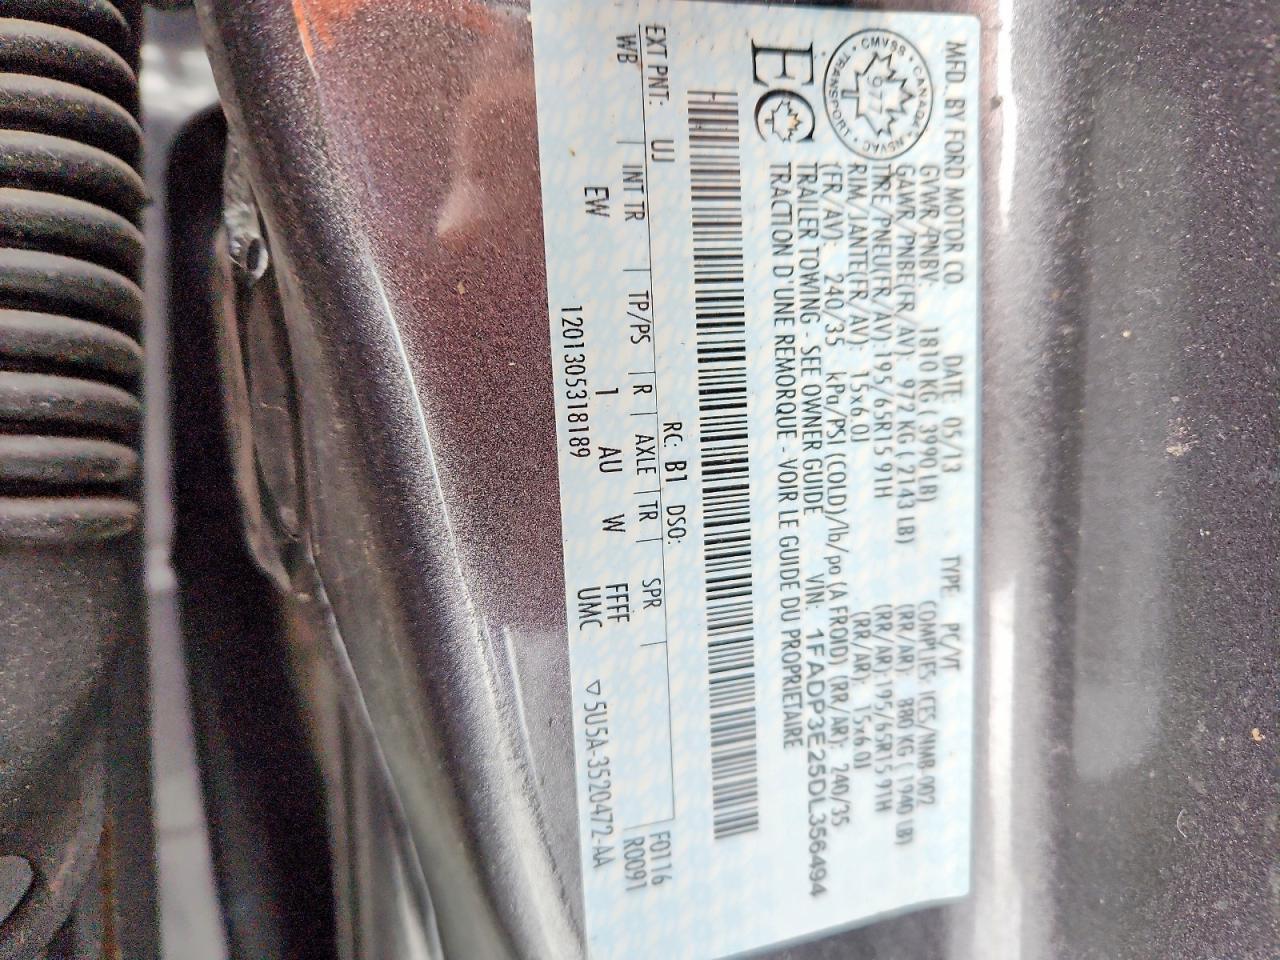 MFD. BY FORD MOTOR CO. DATE: 05/13 TYPE: PC/VT
GVWR/PNBV: 1810 KG ( 3990 LB) COMPLIES: ICES/NMB-002
GAWR/PNBE(FR/AV): 972 KG ( 2143 LB) (RR/AR): 880 KG ( 1940 LB)
TIRE/PNEU(FR/AV):195/65R15 91H (RR/AR):195/65R15 91H
RIM/JANTE(FR/AV): 15x6.0J (RR/AR): 15x6.0J
(FR/AV): 240/35 kPa/PSI (COLD)/lb/po (A FROID) (RR/AR): 240/35
TRAILER TOWING - SEE OWNER GUIDE VIN: 1FADP3E25DL356494
TRACTION D'UNE REMORQUE - VOIR LE GUIDE DU PROPRIETAIRE
CMVSS • CANADA • NSVAC • TRANSPORT
977
T
EC
EXT PNT: UJ RC: B1 DSO: F0116
WB INT TR TP/PS R AXLE TR SPR R0091
EW 1 AU W FFFF
UMC
1201305318189
▽5U5A-3520472-AA